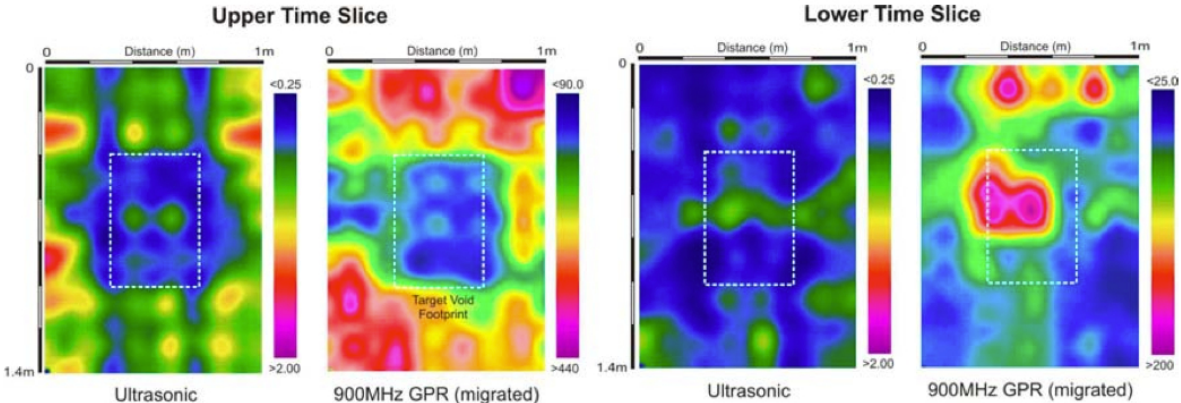 Upper Time Slice
Lower Time Slice
0 Distance (m) 1m
0 Distance (m) 1m
0 Distance (m) 1m
0 Distance (m) 1m
0
<0.25
<90.0
0
<0.25
<25.0
Target Void
Footprint
1.4m
>2.00
>440
1.4m
>2.00
>200
Ultrasonic
900MHz GPR (migrated)
Ultrasonic
900MHz GPR (migrated)